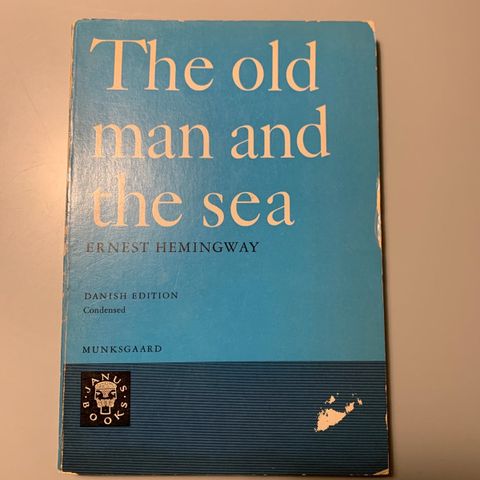 The old
man and
the sea
ERNEST HEMINGWAY
DANISH EDITION
Condensed
MUNKSGAARD
JANUS
BOOKS